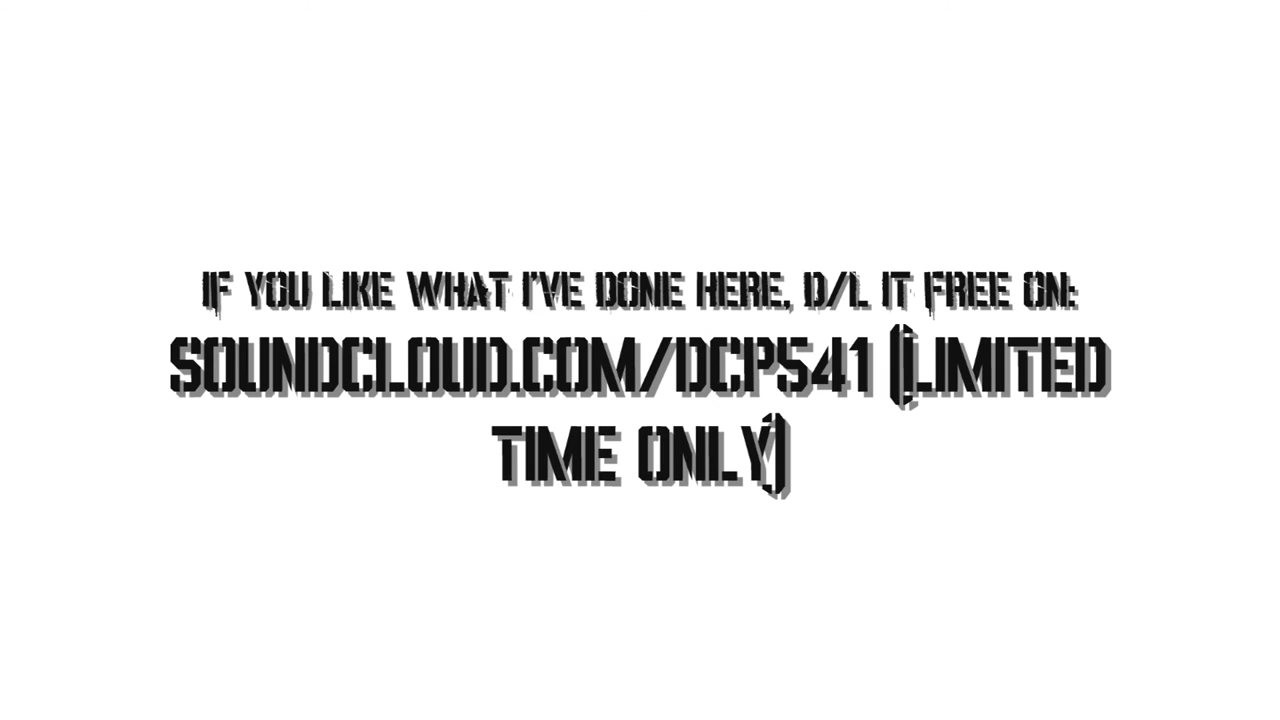 IF YOU LIKE WHAT I'VE DONE HERE, D/L IT FREE ON:
SOUNDCLOUD.COM/DCP541 (LIMITED
TIME ONLY)